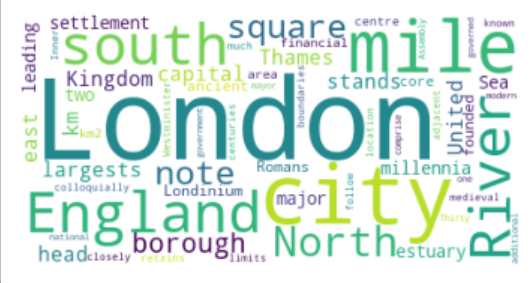 leading
settlement
Inner
south
much
square
financial
centre
mile
Assembly
governed
known
Kingdom
capital
Thames
area
ancient
mayor
stands
core
Sea
modern
two
km
km2
east
London
Westminister
government
centuries
boundaries
location
comprise
adjacent
United
founded
River
largests
note
Romans
city
millennia
colloquially
Londinium
major
follow
one
medieval
England
borough
North
Thirty
estuary
national
head
closely
retains
limits
additional